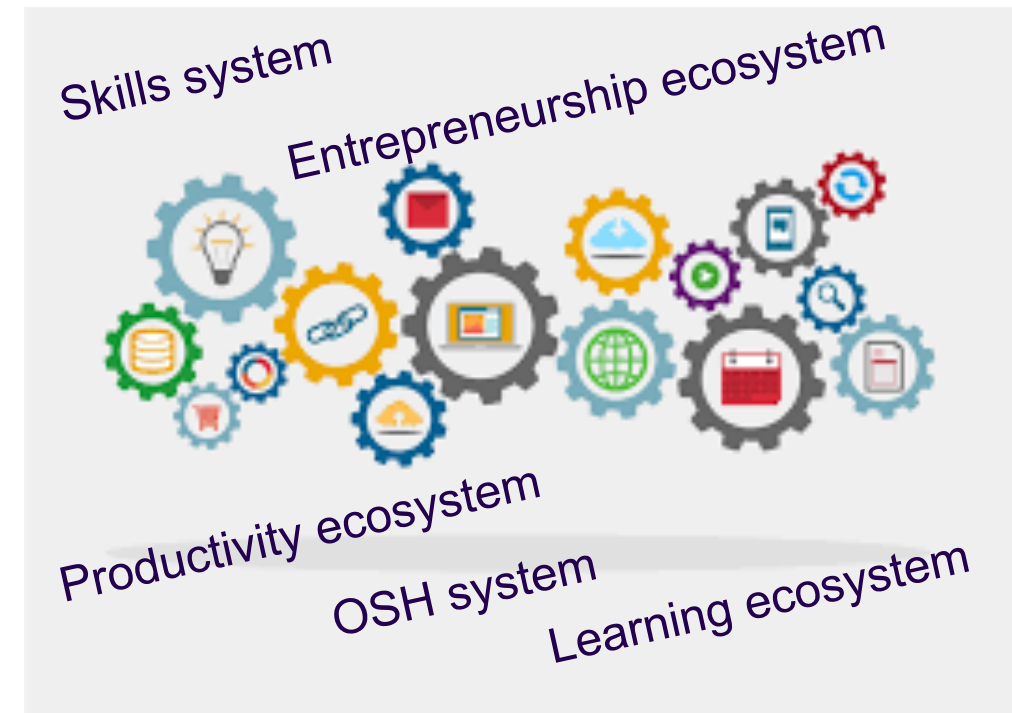 Skills system
Entrepreneurship ecosystem
Productivity ecosystem
OSH system
Learning ecosystem